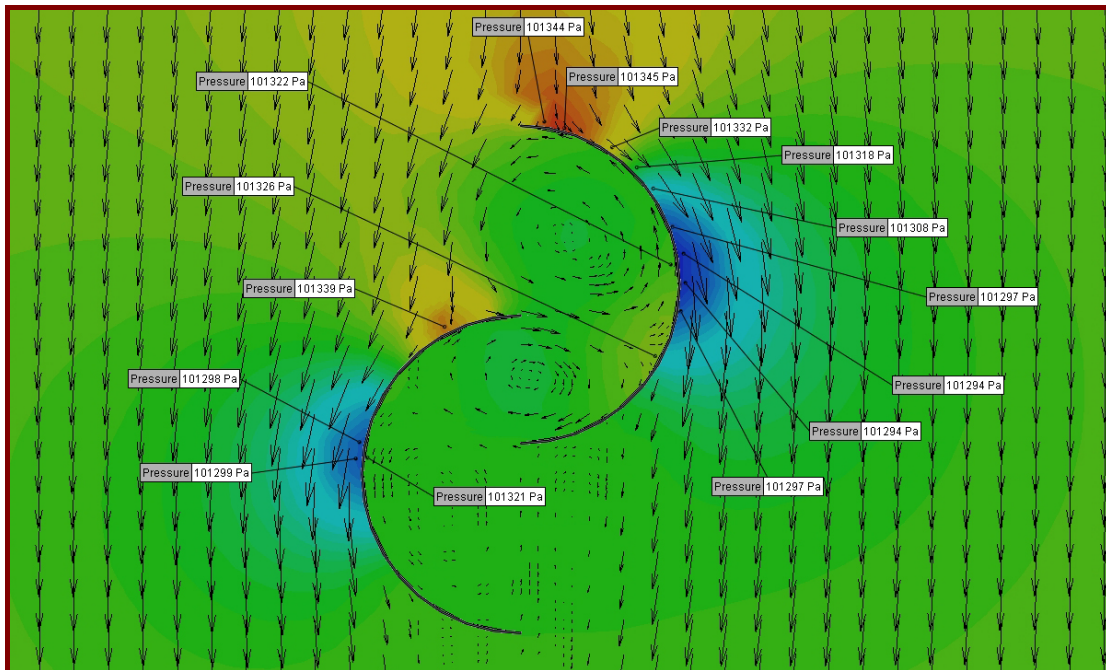 Pressure 101344 Pa
Pressure 101322 Pa
Pressure 101345 Pa
Pressure 101332 Pa
Pressure 101318 Pa
Pressure 101326 Pa
Pressure 101308 Pa
Pressure 101339 Pa
Pressure 101297 Pa
Pressure 101298 Pa
Pressure 101294 Pa
Pressure 101294 Pa
Pressure 101299 Pa
Pressure 101297 Pa
Pressure 101321 Pa